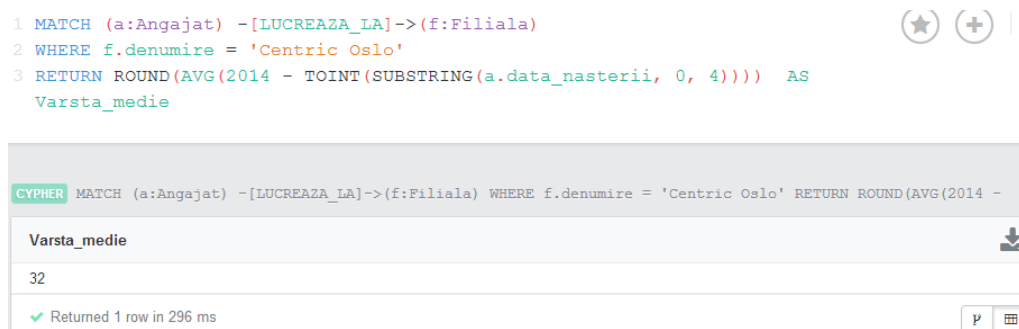 1 MATCH (a:Angajat) -[LUCREAZA_LA]->(f:Filiala)
2 WHERE f.denumire = 'Centric Oslo'
3 RETURN ROUND(AVG(2014 - TOINT(SUBSTRING(a.data_nasterii, 0, 4)))) AS
Varsta_medie
CYPHER MATCH (a:Angajat) -[LUCREAZA_LA]->(f:Filiala) WHERE f.denumire = 'Centric Oslo' RETURN ROUND(AVG(2014 -
Varsta_medie
32
Returned 1 row in 296 ms